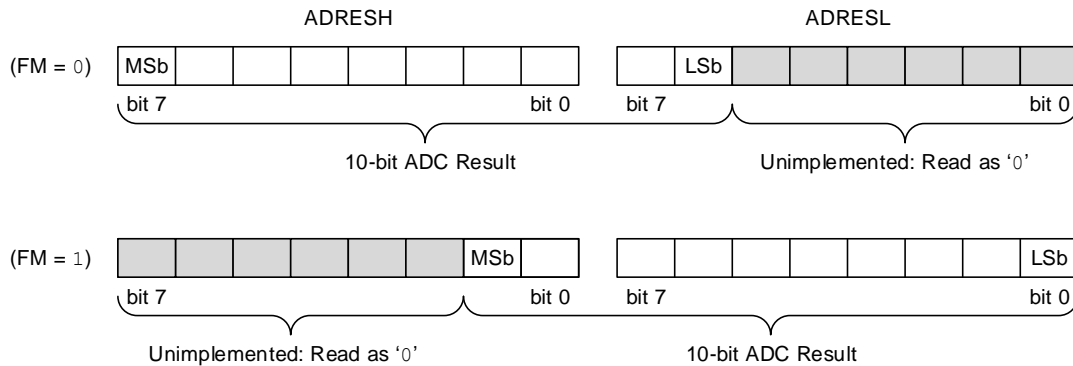 ADRESH ADRESL
(FM = 0) MSb LSb
bit 7 bit 0 bit 7 bit 0
10-bit ADC Result Unimplemented: Read as ‘0’
(FM = 1) MSb LSb
bit 7 bit 0 bit 7 bit 0
Unimplemented: Read as ‘0’ 10-bit ADC Result